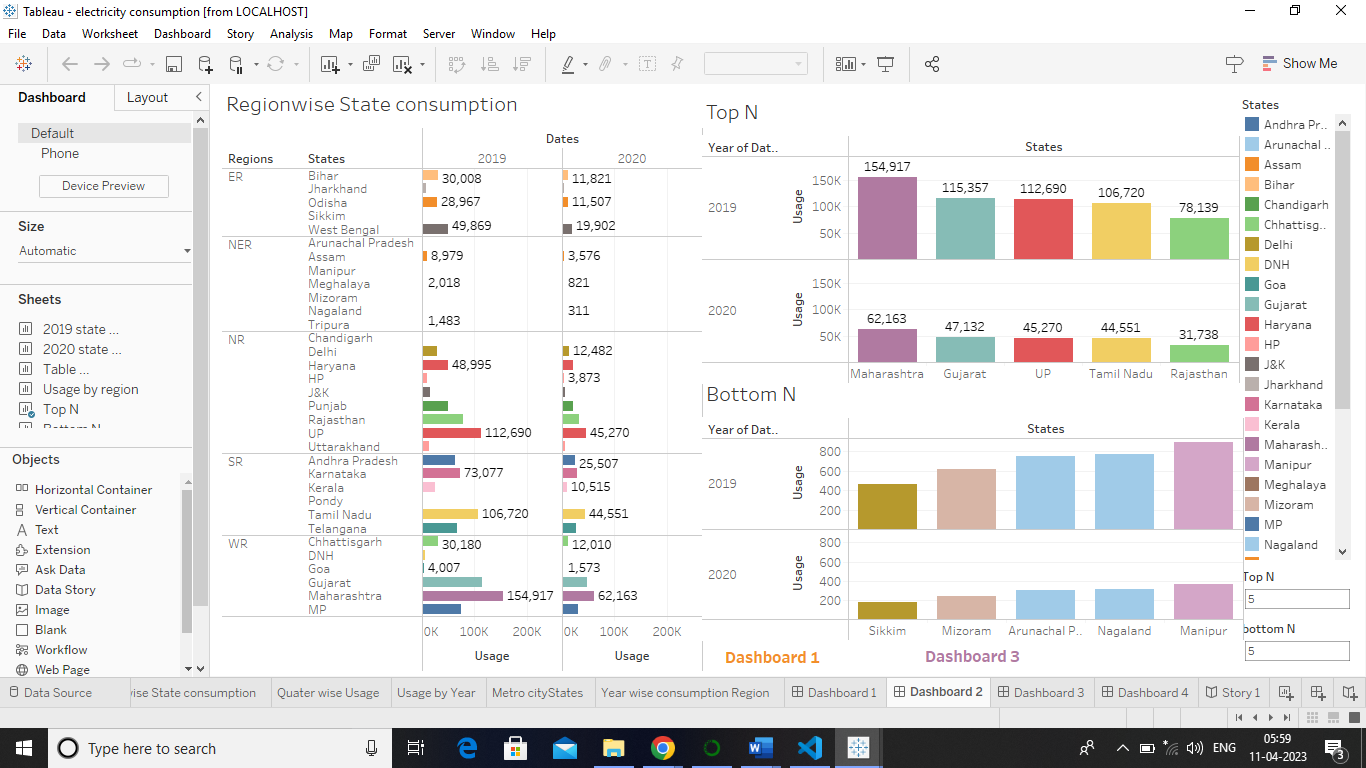 Tableau - electricity consumption [from LOCALHOST]
File Data Worksheet Dashboard Story Analysis Map Format Server Window Help
Show Me
Dashboard Layout
Default
Phone
Device Preview
Size
Automatic
Sheets
2019 state ...
2020 state ...
Table ...
Usage by region
Top N
Bottom N
Objects
Horizontal Container
Vertical Container
Text
Extension
Ask Data
Data Story
Image
Blank
Workflow
Web Page
Regionwise State consumption
Dates
Regions States 2019 2020
ER Bihar 30,008 11,821
Jharkhand
Odisha 28,967 11,507
Sikkim
West Bengal 49,869 19,902
NER Arunachal Pradesh
Assam 8,979 3,576
Manipur
Meghalaya 2,018 821
Mizoram
Nagaland 311
Tripura 1,483
NR Chandigarh
Delhi 12,482
Haryana 48,995
HP 3,873
J&K
Punjab
Rajasthan
UP 112,690 45,270
Uttarakhand
SR Andhra Pradesh 25,507
Karnataka 73,077
Kerala 10,515
Pondy
Tamil Nadu 106,720 44,551
Telangana
WR Chhattisgarh 30,180 12,010
DNH
Goa 4,007 1,573
Gujarat
Maharashtra 154,917 62,163
MP
0K 100K 200K 0K 100K 200K
Usage Usage
Top N
Year of Dat.. States
2019 Usage 150K 100K 50K
154,917 115,357 112,690 106,720 78,139
2020 Usage 150K 100K 50K
62,163 47,132 45,270 44,551 31,738
Maharashtra Gujarat UP Tamil Nadu Rajasthan
Bottom N
Year of Dat.. States
2019 Usage 800 600 400 200
2020 Usage 800 600 400 200
Sikkim Mizoram Arunachal P.. Nagaland Manipur
Dashboard 1 Dashboard 3
States
Andhra Pr..
Arunachal ..
Assam
Bihar
Chandigarh
Chhattisg..
Delhi
DNH
Goa
Gujarat
Haryana
HP
J&K
Jharkhand
Karnataka
Kerala
Maharash..
Manipur
Meghalaya
Mizoram
MP
Nagaland
Top N
5
bottom N
5
Data Source vise State consumption Quater wise Usage Usage by Year Metro cityStates Year wise consumption Region Dashboard 1 Dashboard 2 Dashboard 3 Dashboard 4 Story 1
Type here to search
ENG
05:59
11-04-2023
3